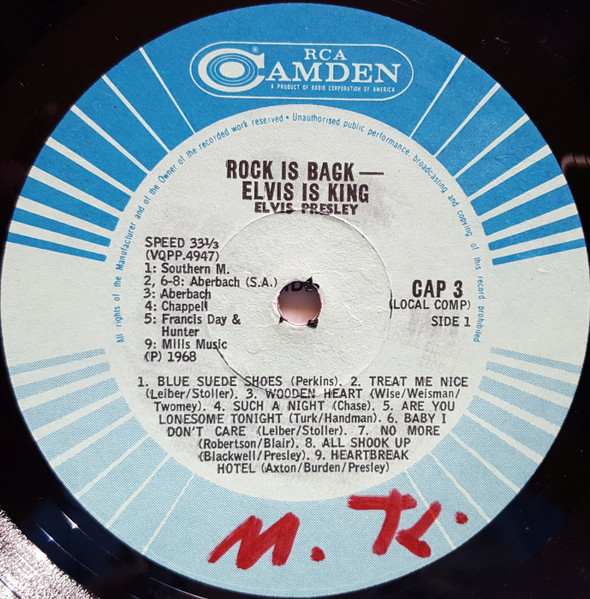 RCA
CAMDEN
A PRODUCT OF RADIO CORPORATION OF AMERICA
All rights of the Manufacturer and of the Owner of the recorded work reserved • Unauthorised public performance, broadcasting and copying of this record prohibited
ROCK IS BACK—
ELVIS IS KING
ELVIS PRESLEY
SPEED 33⅓
(VQPP.4947)
1: Southern M.
2, 6-8: Aberbach (S.A.)
3: Aberbach
4: Chappell
5: Francis Day &
Hunter
9: Mills Music
(P) 1968
CAP 3
(LOCAL COMP)
SIDE 1
1. BLUE SUEDE SHOES (Perkins). 2. TREAT ME NICE
(Leiber/Stoller). 3. WOODEN HEART (Wise/Weisman/
Twomey). 4. SUCH A NIGHT (Chase). 5. ARE YOU
LONESOME TONIGHT (Turk/Handman). 6. BABY I
DON'T CARE (Leiber/Stoller). 7. NO MORE
(Robertson/Blair). 8. ALL SHOOK UP
(Blackwell/Presley). 9. HEARTBREAK
HOTEL (Axton/Burden/Presley)